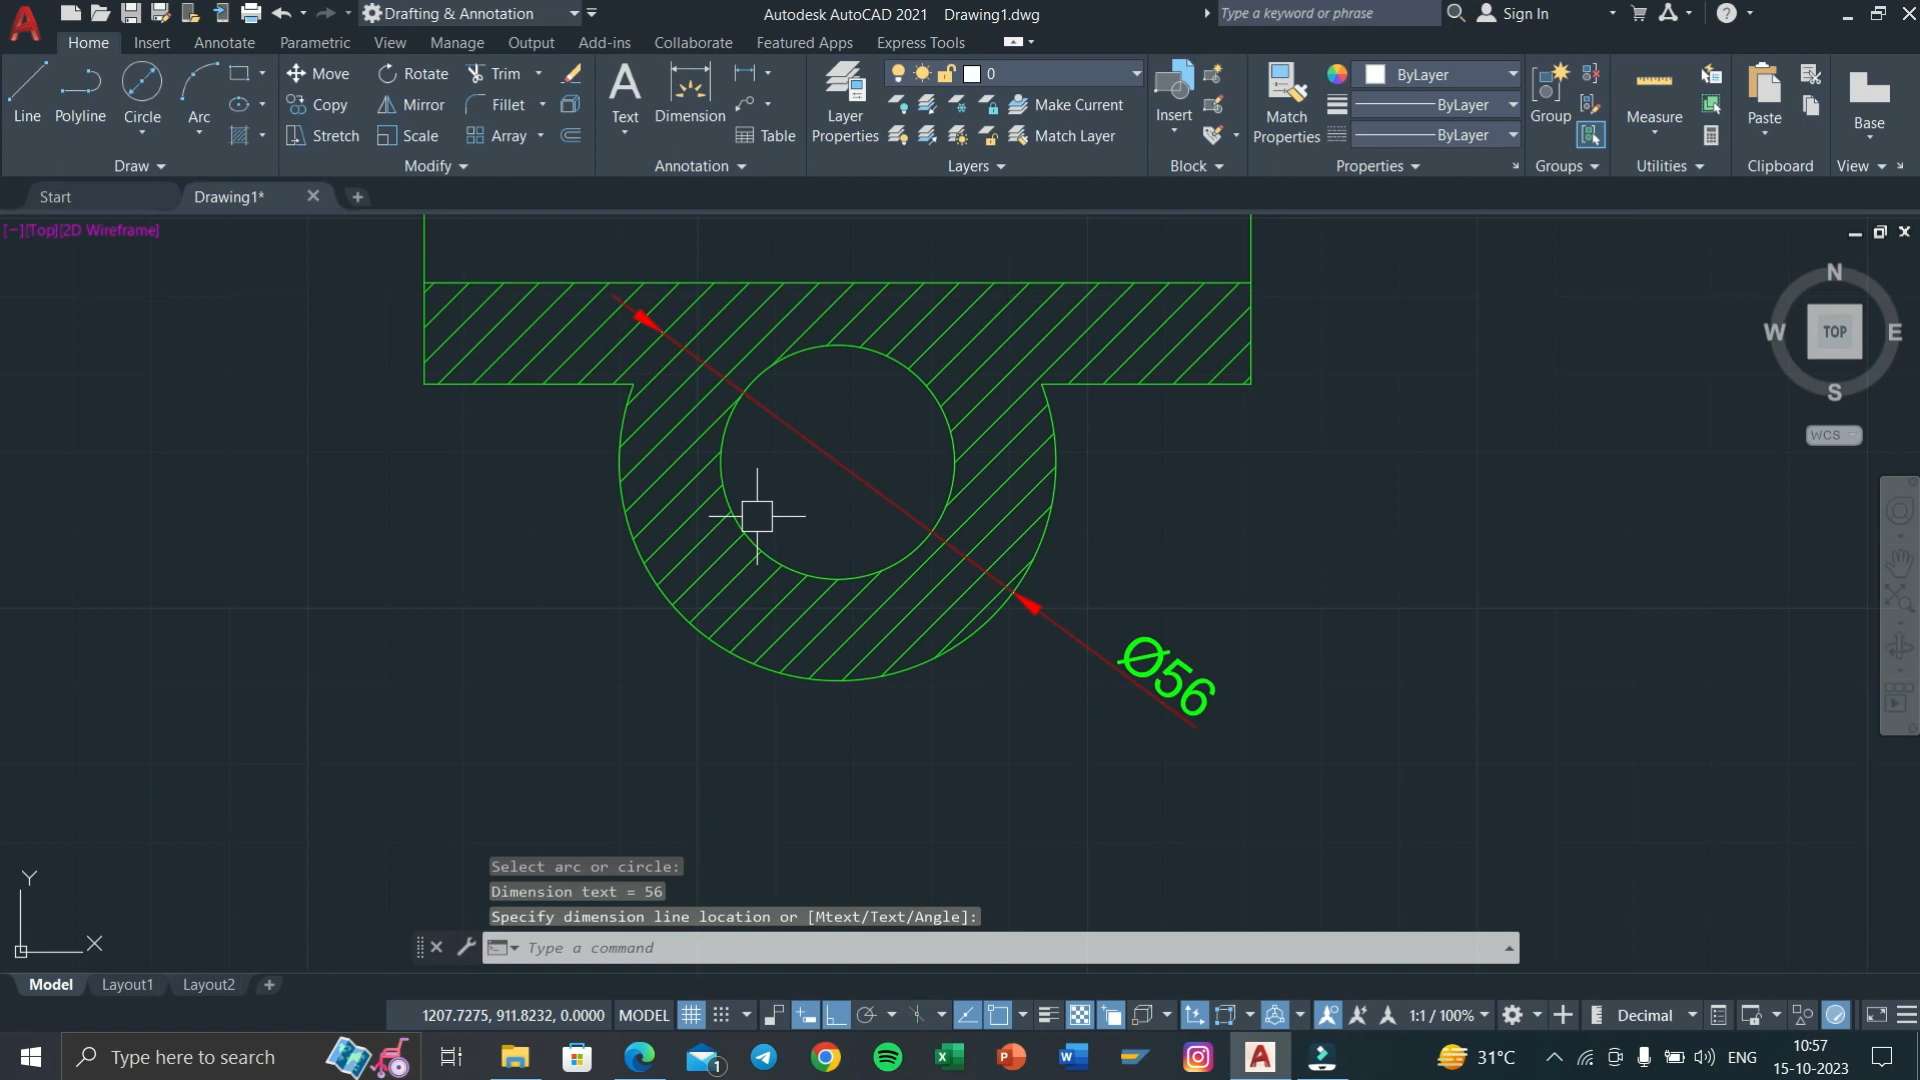 Drafting & Annotation
Autodesk AutoCAD 2021 Drawing1.dwg
Type a keyword or phrase
Sign In
Home Insert Annotate Parametric View Manage Output Add-ins Collaborate Featured Apps Express Tools
Line Polyline Circle Arc
Move Rotate Trim
Copy Mirror Fillet
Stretch Scale Array
Text Dimension Table
Layer Properties
0
Make Current
Match Layer
Insert
Match Properties
ByLayer
ByLayer
ByLayer
Group
Measure
Paste
Base
Draw Modify Annotation Layers Block Properties Groups Utilities Clipboard View
Start Drawing1*
[−][Top][2D Wireframe]
N
W TOP E
S
WCS
Ø56
Y
X
Select arc or circle:
Dimension text = 56
Specify dimension line location or [Mtext/Text/Angle]:
Type a command
Model Layout1 Layout2
1207.7275, 911.8232, 0.0000 MODEL 1:1 / 100% Decimal
Type here to search
1
31°C
ENG
10:57
15-10-2023